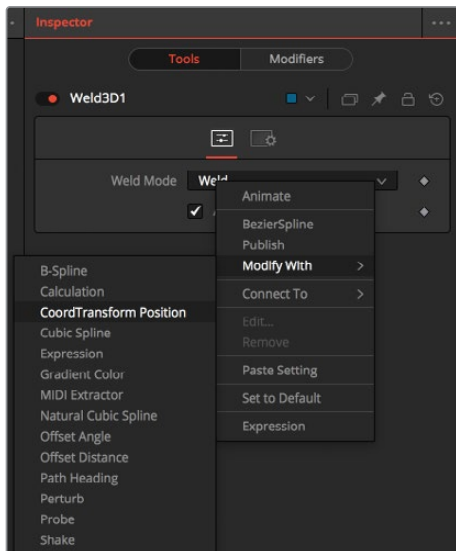 Inspector
Tools Modifiers
Weld3D1
Weld Mode Weld
Animate
BezierSpline
Publish
Modify With
Connect To
Edit...
Remove
Paste Setting
Set to Default
Expression
B-Spline
Calculation
CoordTransform Position
Cubic Spline
Expression
Gradient Color
MIDI Extractor
Natural Cubic Spline
Offset Angle
Offset Distance
Path Heading
Perturb
Probe
Shake